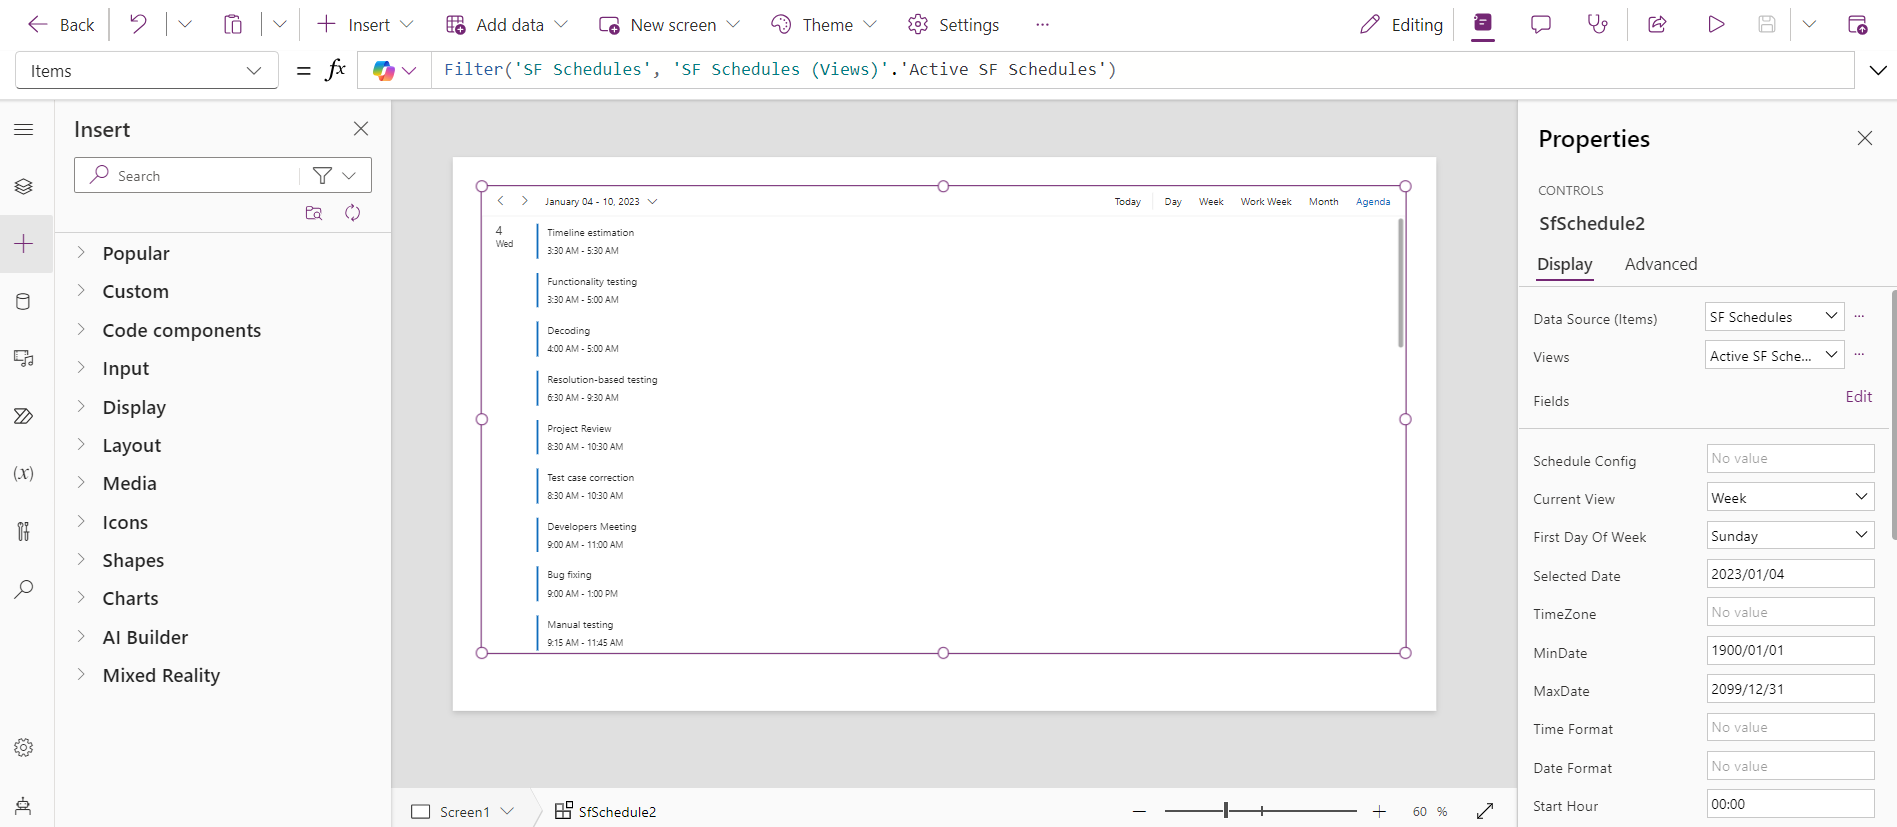 Back
Insert
Add data
New screen
Theme
Settings
...
Editing
Items
= fx
Filter('SF Schedules', 'SF Schedules (Views)'.'Active SF Schedules')
Insert
Search
Popular
Custom
Code components
Input
Display
Layout
Media
Icons
Shapes
Charts
AI Builder
Mixed Reality
(x)
January 04 - 10, 2023
Today
Day
Week
Work Week
Month
Agenda
4
Wed
Timeline estimation
3:30 AM - 5:30 AM
Functionality testing
3:30 AM - 5:00 AM
Decoding
4:00 AM - 5:00 AM
Resolution-based testing
6:30 AM - 9:30 AM
Project Review
8:30 AM - 10:30 AM
Test case correction
8:30 AM - 10:30 AM
Developers Meeting
9:00 AM - 11:00 AM
Bug fixing
9:00 AM - 1:00 PM
Manual testing
9:15 AM - 11:45 AM
Screen1
SfSchedule2
60 %
Properties
CONTROLS
SfSchedule2
Display
Advanced
Data Source (Items)
SF Schedules
...
Views
Active SF Sche...
...
Fields
Edit
Schedule Config
No value
Current View
Week
First Day Of Week
Sunday
Selected Date
2023/01/04
TimeZone
No value
MinDate
1900/01/01
MaxDate
2099/12/31
Time Format
No value
Date Format
No value
Start Hour
00:00